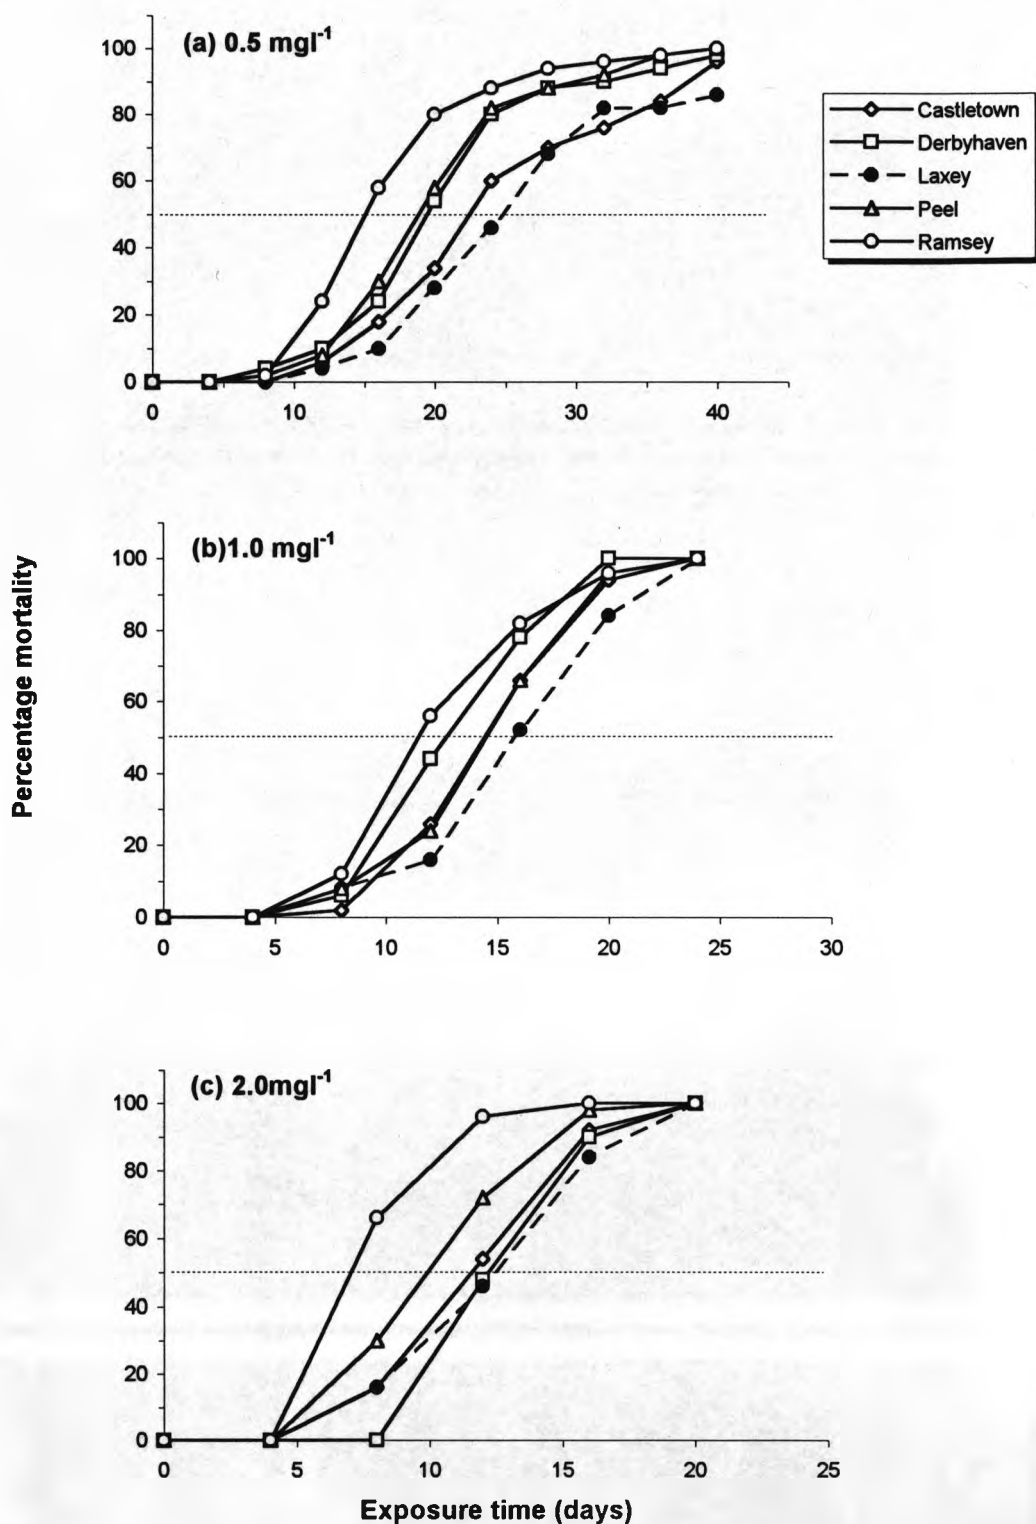 (a) 0.5 mgl⁻¹
100
80
60
40
20
0
0 10 20 30 40
Castletown
Derbyhaven
Laxey
Peel
Ramsey
Percentage mortality
(b)1.0 mgl⁻¹
100
80
60
40
20
0
0 5 10 15 20 25 30
(c) 2.0mgl⁻¹
100
80
60
40
20
0
0 5 10 15 20 25
Exposure time (days)